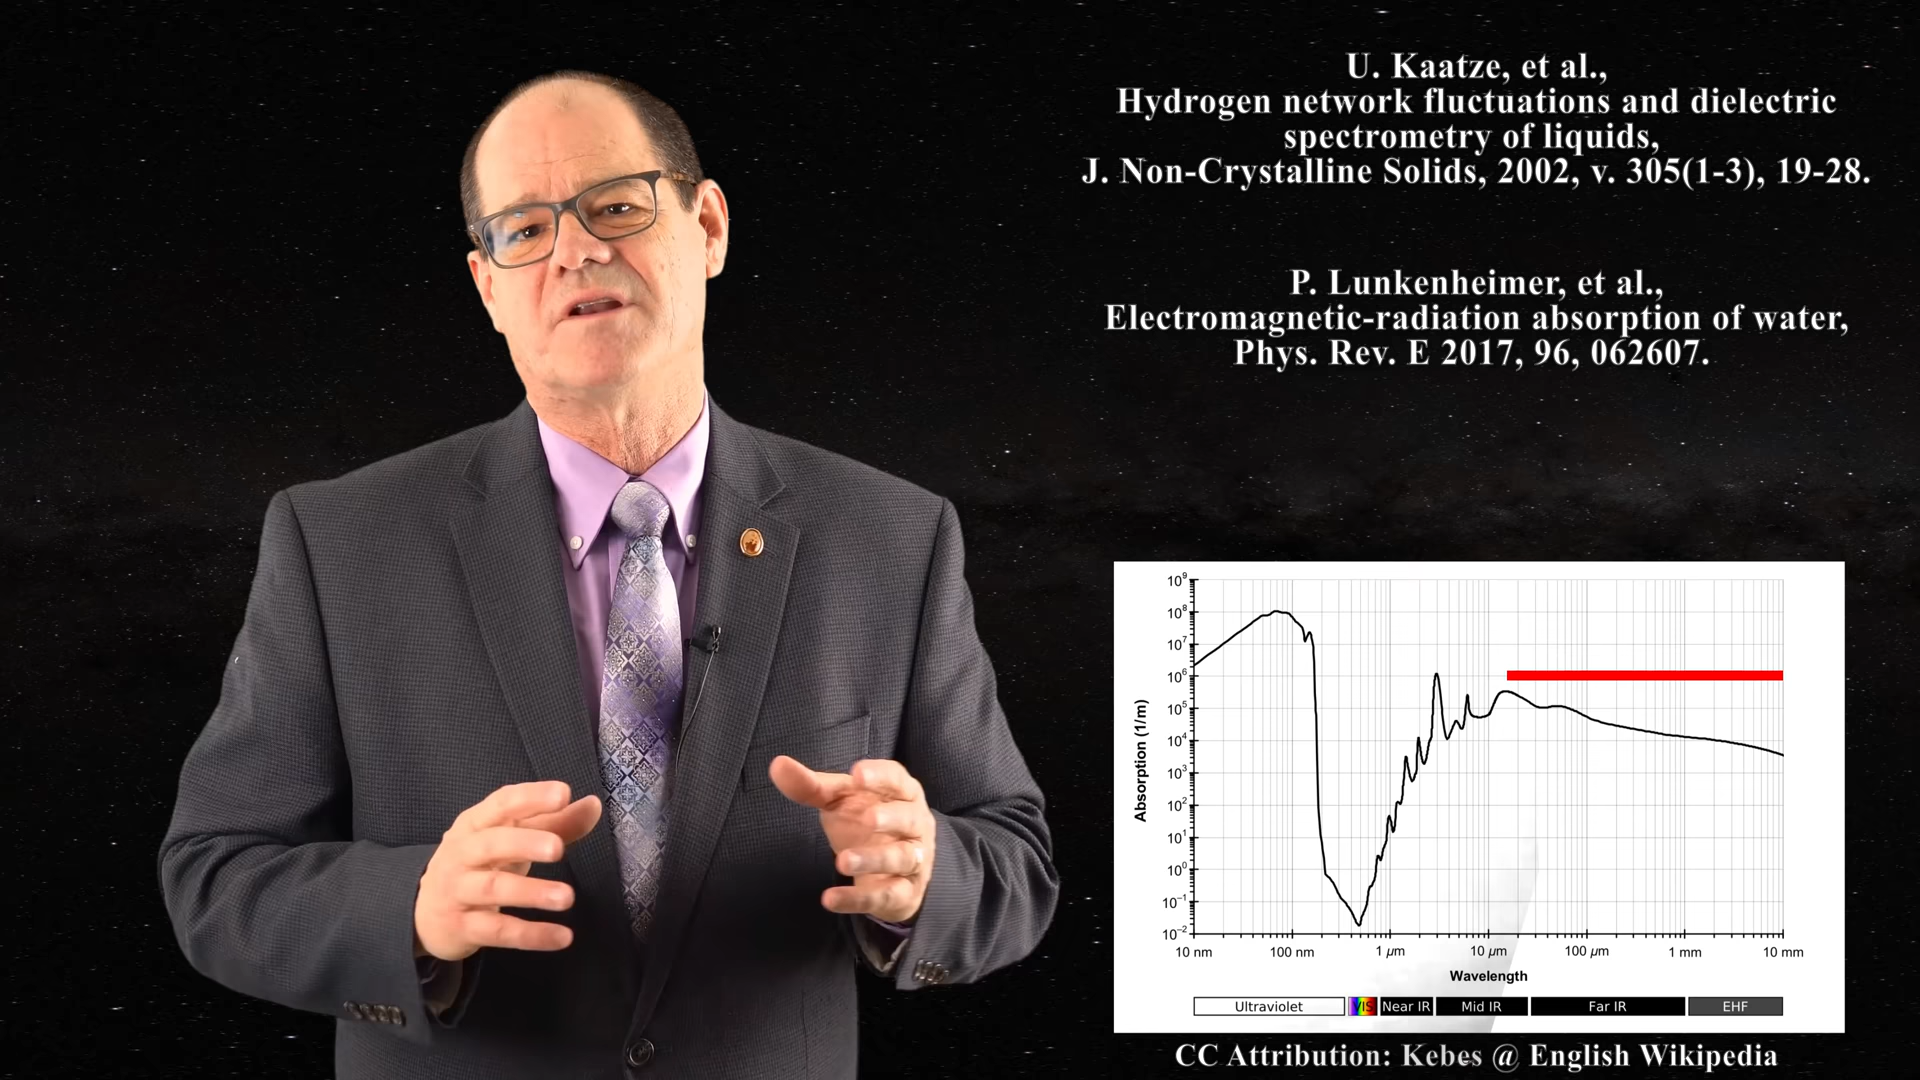 U. Kaatze, et al.,
Hydrogen network fluctuations and dielectric
spectrometry of liquids,
J. Non-Crystalline Solids, 2002, v. 305(1-3), 19-28.
P. Lunkenheimer, et al.,
Electromagnetic-radiation absorption of water,
Phys. Rev. E 2017, 96, 062607.
10⁹
10⁸
10⁷
10⁶
10⁵
10⁴
10³
10²
10¹
10⁰
10⁻¹
10⁻²
Absorption (1/m)
10 nm 100 nm 1 μm 10 μm 100 μm 1 mm 10 mm
Wavelength
Ultraviolet VIS Near IR Mid IR Far IR EHF
CC Attribution: Kebes @ English Wikipedia